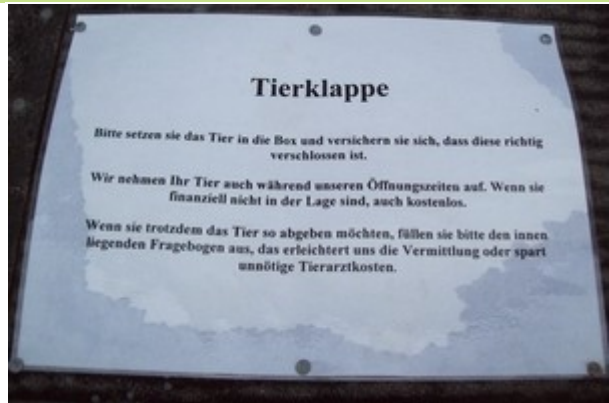 Tierklappe
Bitte setzen sie das Tier in die Box und versichern sie sich, dass diese richtig
verschlossen ist.
Wir nehmen Ihr Tier auch während unseren Öffnungszeiten auf. Wenn sie
finanziell nicht in der Lage sind, auch kostenlos.
Wenn sie trotzdem das Tier so abgeben möchten, füllen sie bitte den innen
liegenden Fragebogen aus, das erleichtert uns die Vermittlung oder spart
unnötige Tierarztkosten.